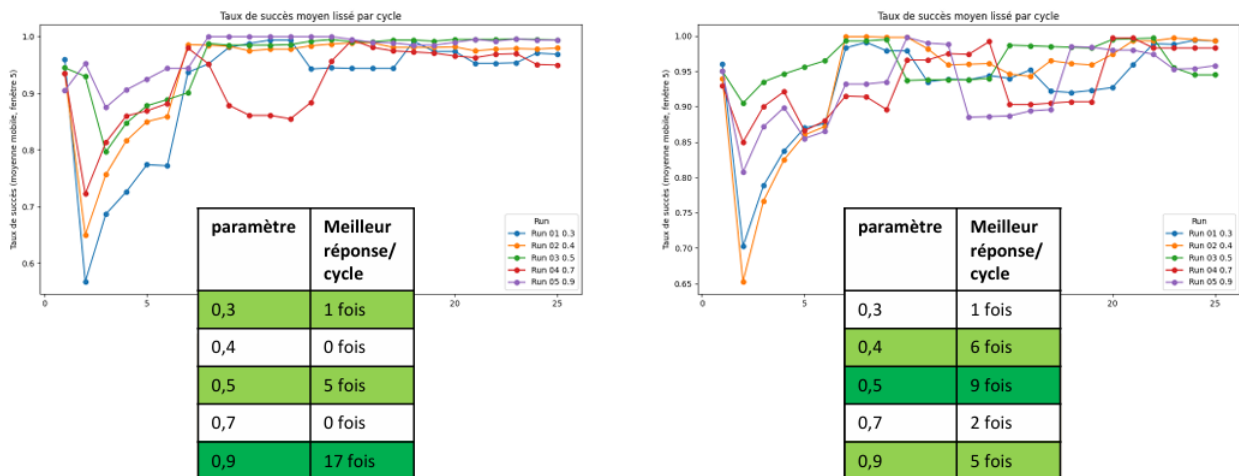 Taux de succès moyen lissé par cycle
Taux de succès (moyenne mobile, fenêtre 5)
1.0
0.9
0.8
0.7
0.6
0
5
20
25
Run
Run 01 0.3
Run 02 0.4
Run 03 0.5
Run 04 0.7
Run 05 0.9
paramètre
Meilleur
réponse/
cycle
0,3 1 fois
0,4 0 fois
0,5 5 fois
0,7 0 fois
0,9 17 fois
Taux de succès moyen lissé par cycle
Taux de succès (moyenne mobile, fenêtre 5)
1.00
0.95
0.90
0.85
0.80
0.75
0.70
0.65
0
5
20
25
Run
Run 01 0.3
Run 02 0.4
Run 03 0.5
Run 04 0.7
Run 05 0.9
paramètre
Meilleur
réponse/
cycle
0,3 1 fois
0,4 6 fois
0,5 9 fois
0,7 2 fois
0,9 5 fois